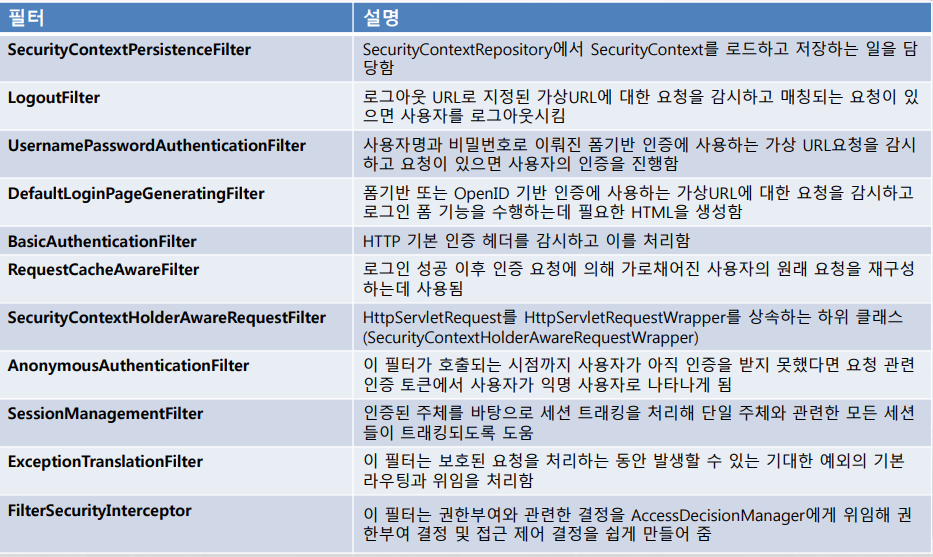 필터 설명
SecurityContextPersistenceFilter SecurityContextRepository에서 SecurityContext를 로드하고 저장하는 일을 담
당함
LogoutFilter 로그아웃 URL로 지정된 가상URL에 대한 요청을 감시하고 매칭되는 요청이 있
으면 사용자를 로그아웃시킴
UsernamePasswordAuthenticationFilter 사용자명과 비밀번호로 이뤄진 폼기반 인증에 사용하는 가상 URL요청을 감시
하고 요청이 있으면 사용자의 인증을 진행함
DefaultLoginPageGeneratingFilter 폼기반 또는 OpenID 기반 인증에 사용하는 가상URL에 대한 요청을 감시하고
로그인 폼 기능을 수행하는데 필요한 HTML을 생성함
BasicAuthenticationFilter HTTP 기본 인증 헤더를 감시하고 이를 처리함
RequestCacheAwareFilter 로그인 성공 이후 인증 요청에 의해 가로채어진 사용자의 원래 요청을 재구성
하는데 사용됨
SecurityContextHolderAwareRequestFilter HttpServletRequest를 HttpServletRequestWrapper를 상속하는 하위 클래스
(SecurityContextHolderAwareRequestWrapper)
AnonymousAuthenticationFilter 이 필터가 호출되는 시점까지 사용자가 아직 인증을 받지 못했다면 요청 관련
인증 토큰에서 사용자가 익명 사용자로 나타나게 됨
SessionManagementFilter 인증된 주체를 바탕으로 세션 트래킹을 처리해 단일 주체와 관련한 모든 세션
들이 트래킹되도록 도움
ExceptionTranslationFilter 이 필터는 보호된 요청을 처리하는 동안 발생할 수 있는 기대한 예외의 기본
라우팅과 위임을 처리함
FilterSecurityInterceptor 이 필터는 권한부여와 관련한 결정을 AccessDecisionManager에게 위임해 권
한부여 결정 및 접근 제어 결정을 쉽게 만들어 줌